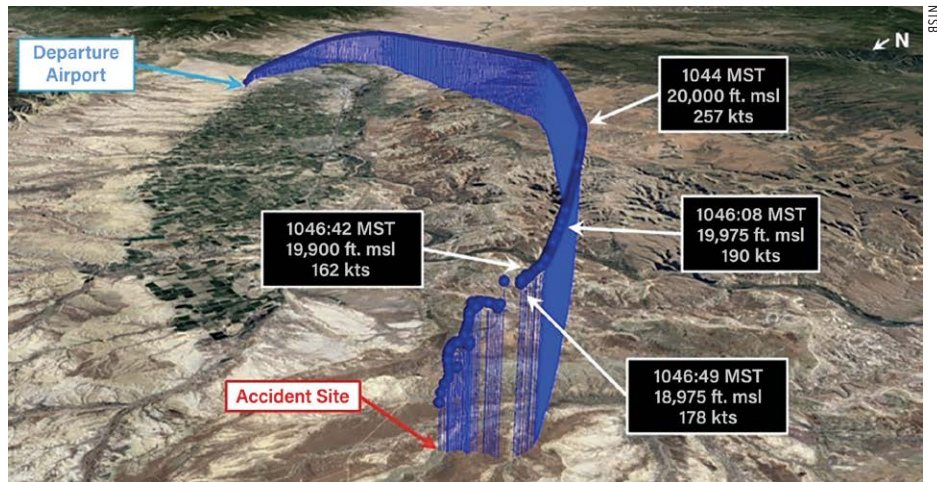 NTSB
N
Departure
Airport
1044 MST
20,000 ft. msl
257 kts
1046:08 MST
19,975 ft. msl
190 kts
1046:42 MST
19,900 ft. msl
162 kts
1046:49 MST
18,975 ft. msl
178 kts
Accident Site